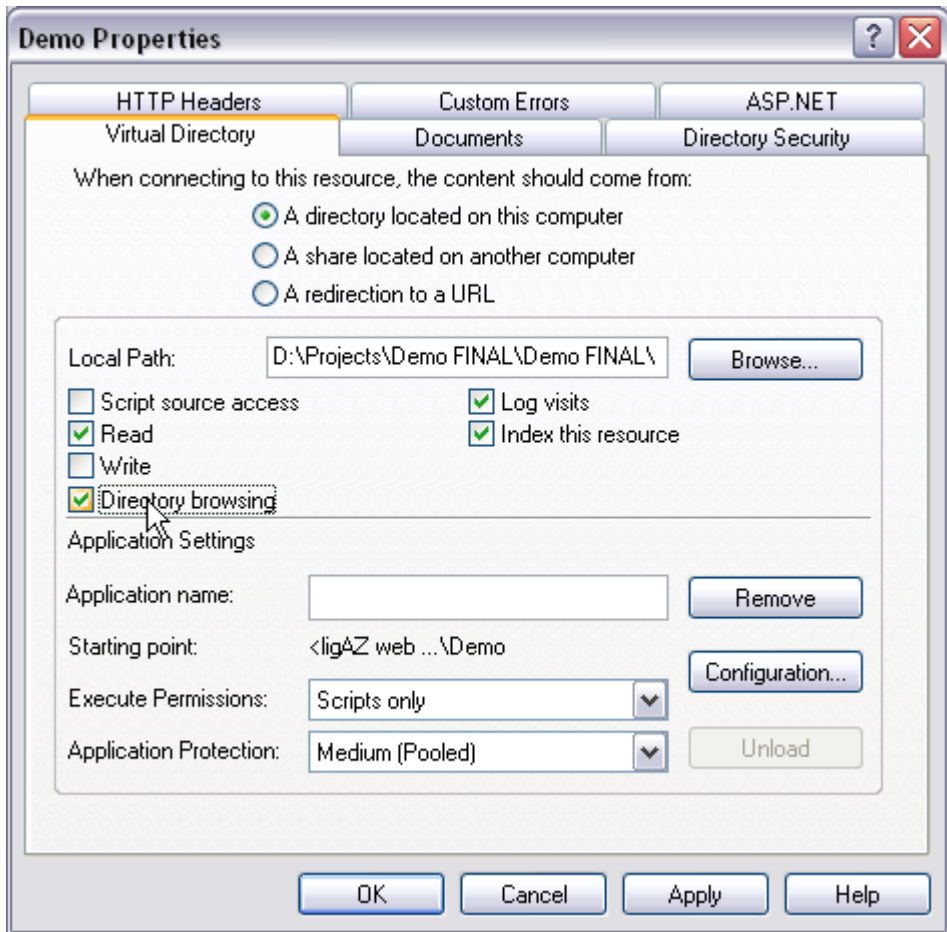 Demo Properties
HTTP Headers Custom Errors ASP.NET
Virtual Directory Documents Directory Security
When connecting to this resource, the content should come from:
A directory located on this computer
A share located on another computer
A redirection to a URL
Local Path: D:\Projects\Demo FINAL\Demo FINAL\ Browse...
Script source access Log visits
Read Index this resource
Write
Directory browsing
Application Settings
Application name: Remove
Starting point: <ligAZ web ...\Demo
Configuration...
Execute Permissions: Scripts only
Application Protection: Medium (Pooled) Unload
OK Cancel Apply Help